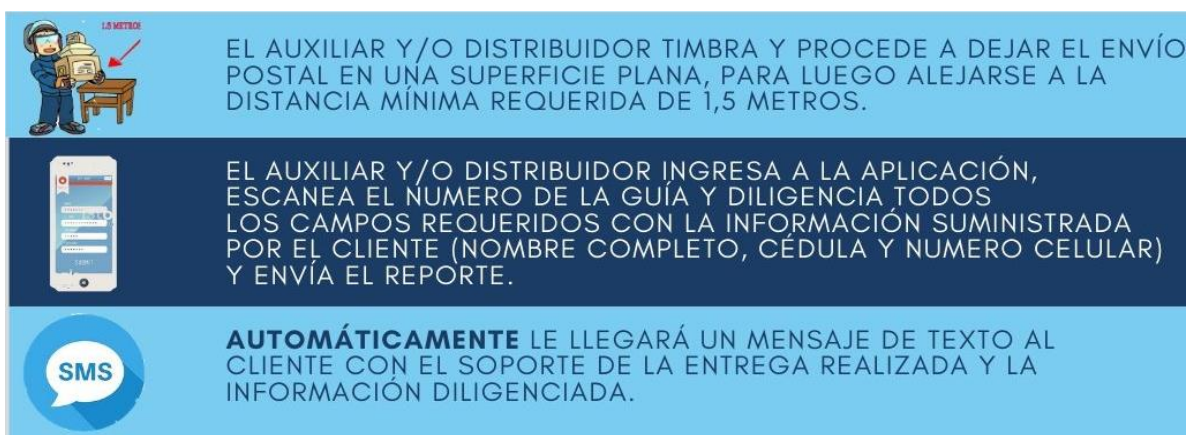 1.5 METROS
EL AUXILIAR Y/O DISTRIBUIDOR TIMBRA Y PROCEDE A DEJAR EL ENVÍO
POSTAL EN UNA SUPERFICIE PLANA, PARA LUEGO ALEJARSE A LA
DISTANCIA MÍNIMA REQUERIDA DE 1,5 METROS.
EL AUXILIAR Y/O DISTRIBUIDOR INGRESA A LA APLICACIÓN,
ESCANEA EL NUMERO DE LA GUÍA Y DILIGENCIA TODOS
LOS CAMPOS REQUERIDOS CON LA INFORMACIÓN SUMINISTRADA
POR EL CLIENTE (NOMBRE COMPLETO, CÉDULA Y NUMERO CELULAR)
Y ENVÍA EL REPORTE.
SMS
AUTOMÁTICAMENTE LE LLEGARÁ UN MENSAJE DE TEXTO AL
CLIENTE CON EL SOPORTE DE LA ENTREGA REALIZADA Y LA
INFORMACIÓN DILIGENCIADA.